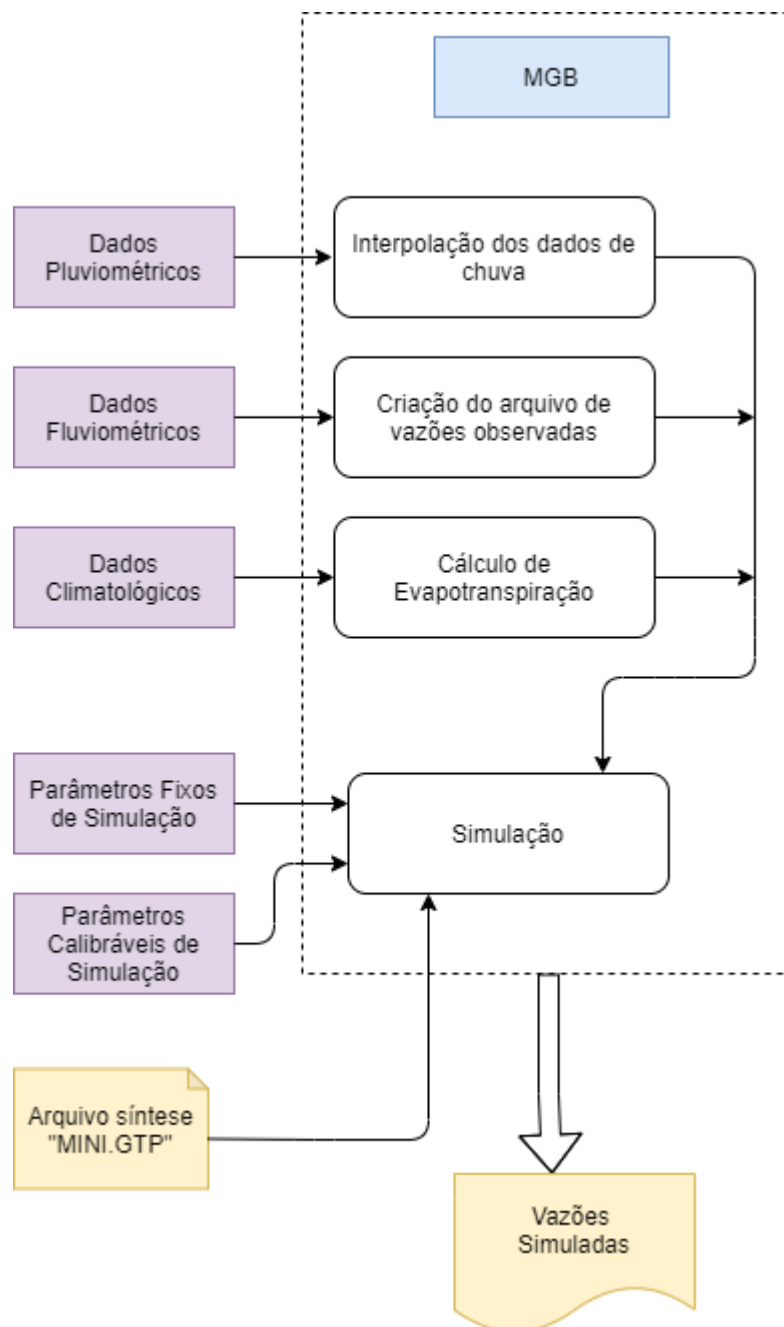 MGB
Dados
Pluviométricos
Interpolação dos dados de
chuva
Dados
Fluviométricos
Criação do arquivo de
vazões observadas
Dados
Climatológicos
Cálculo de
Evapotranspiração
Parâmetros Fixos
de Simulação
Simulação
Parâmetros
Calibráveis de
Simulação
Arquivo síntese
"MINI.GTP"
Vazões
Simuladas